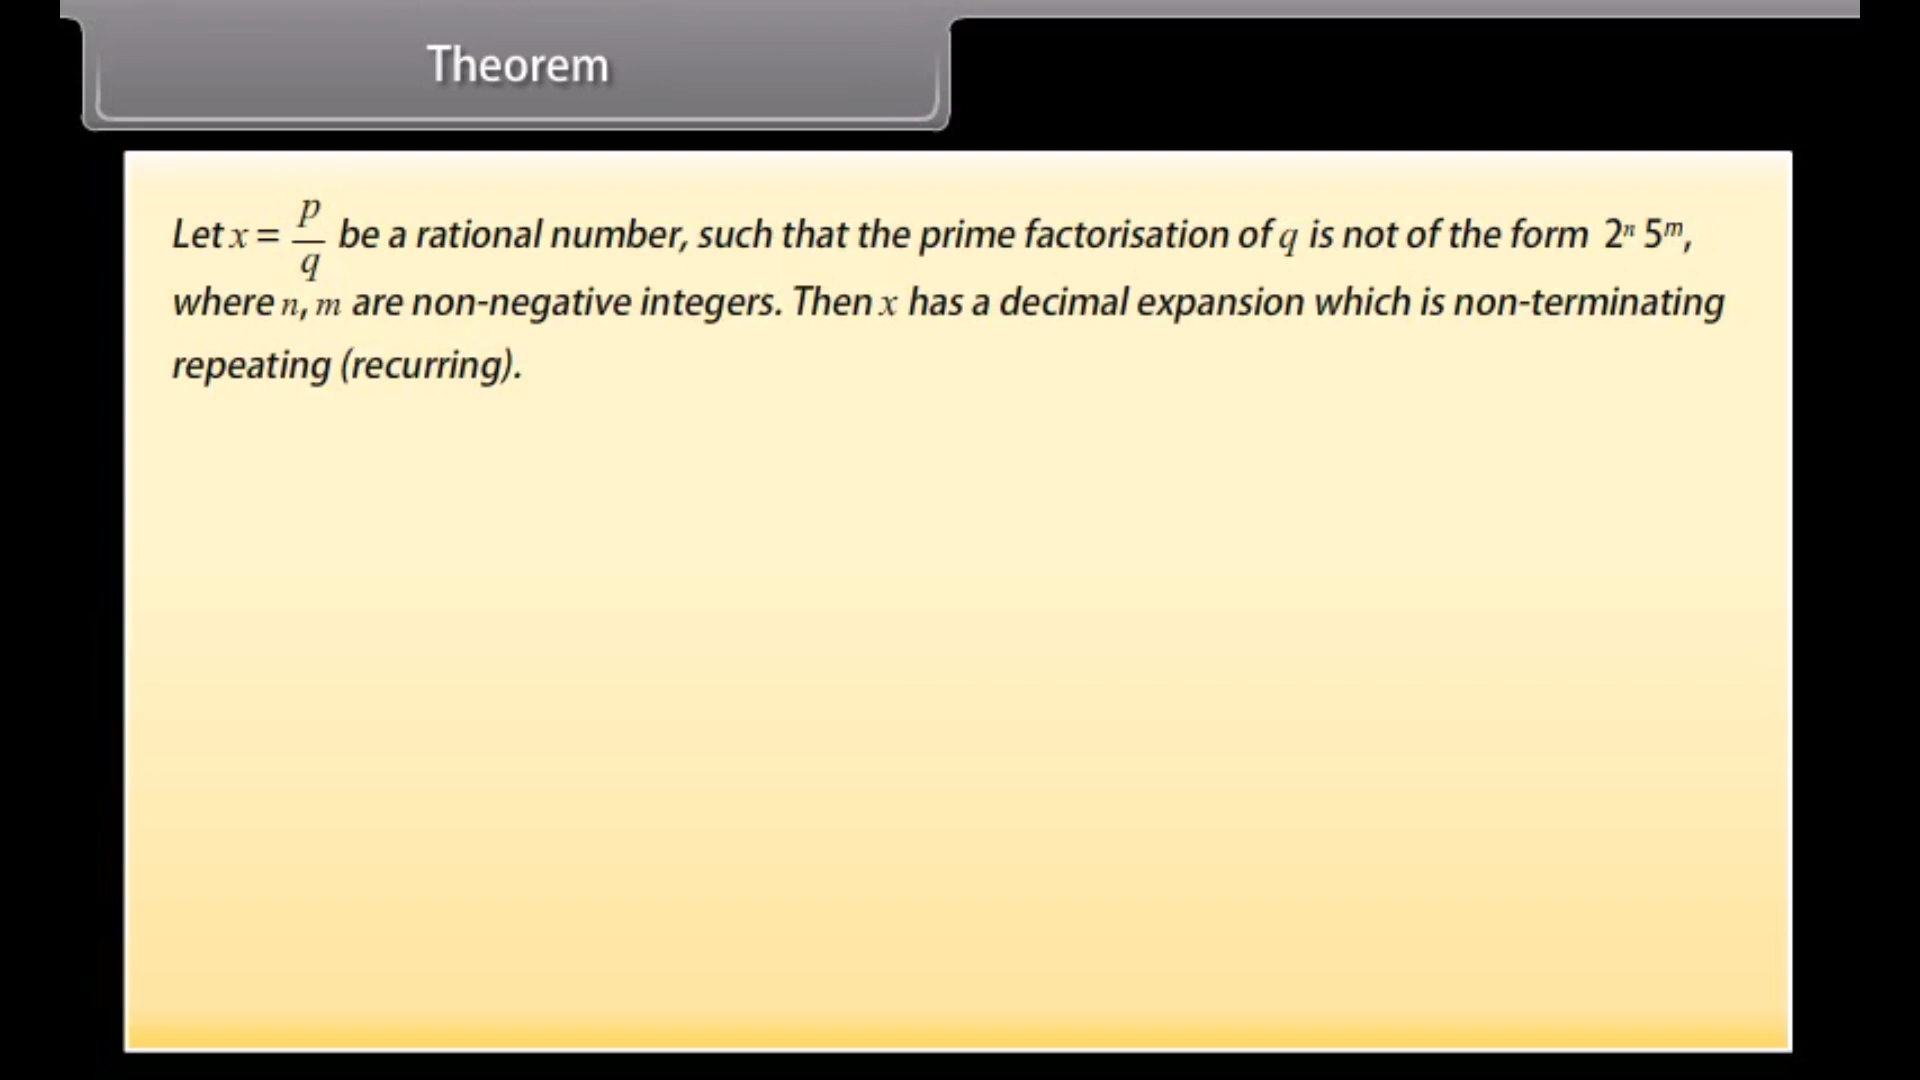 Theorem
Let x = p/q be a rational number, such that the prime factorisation of q is not of the form 2ⁿ 5ᵐ,
where n, m are non-negative integers. Then x has a decimal expansion which is non-terminating
repeating (recurring).